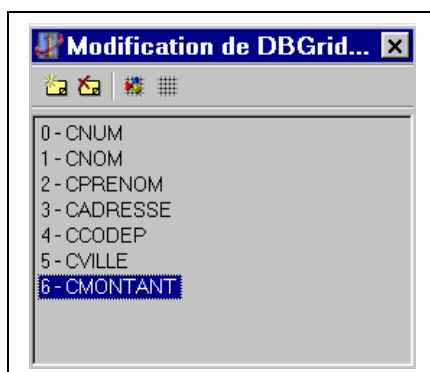 Modification de DBGrid...
0 - CNUM
1 - CNOM
2 - CPRENOM
3 - CADRESSE
4 - CCODEP
5 - CVILLE
6 - CMONTANT